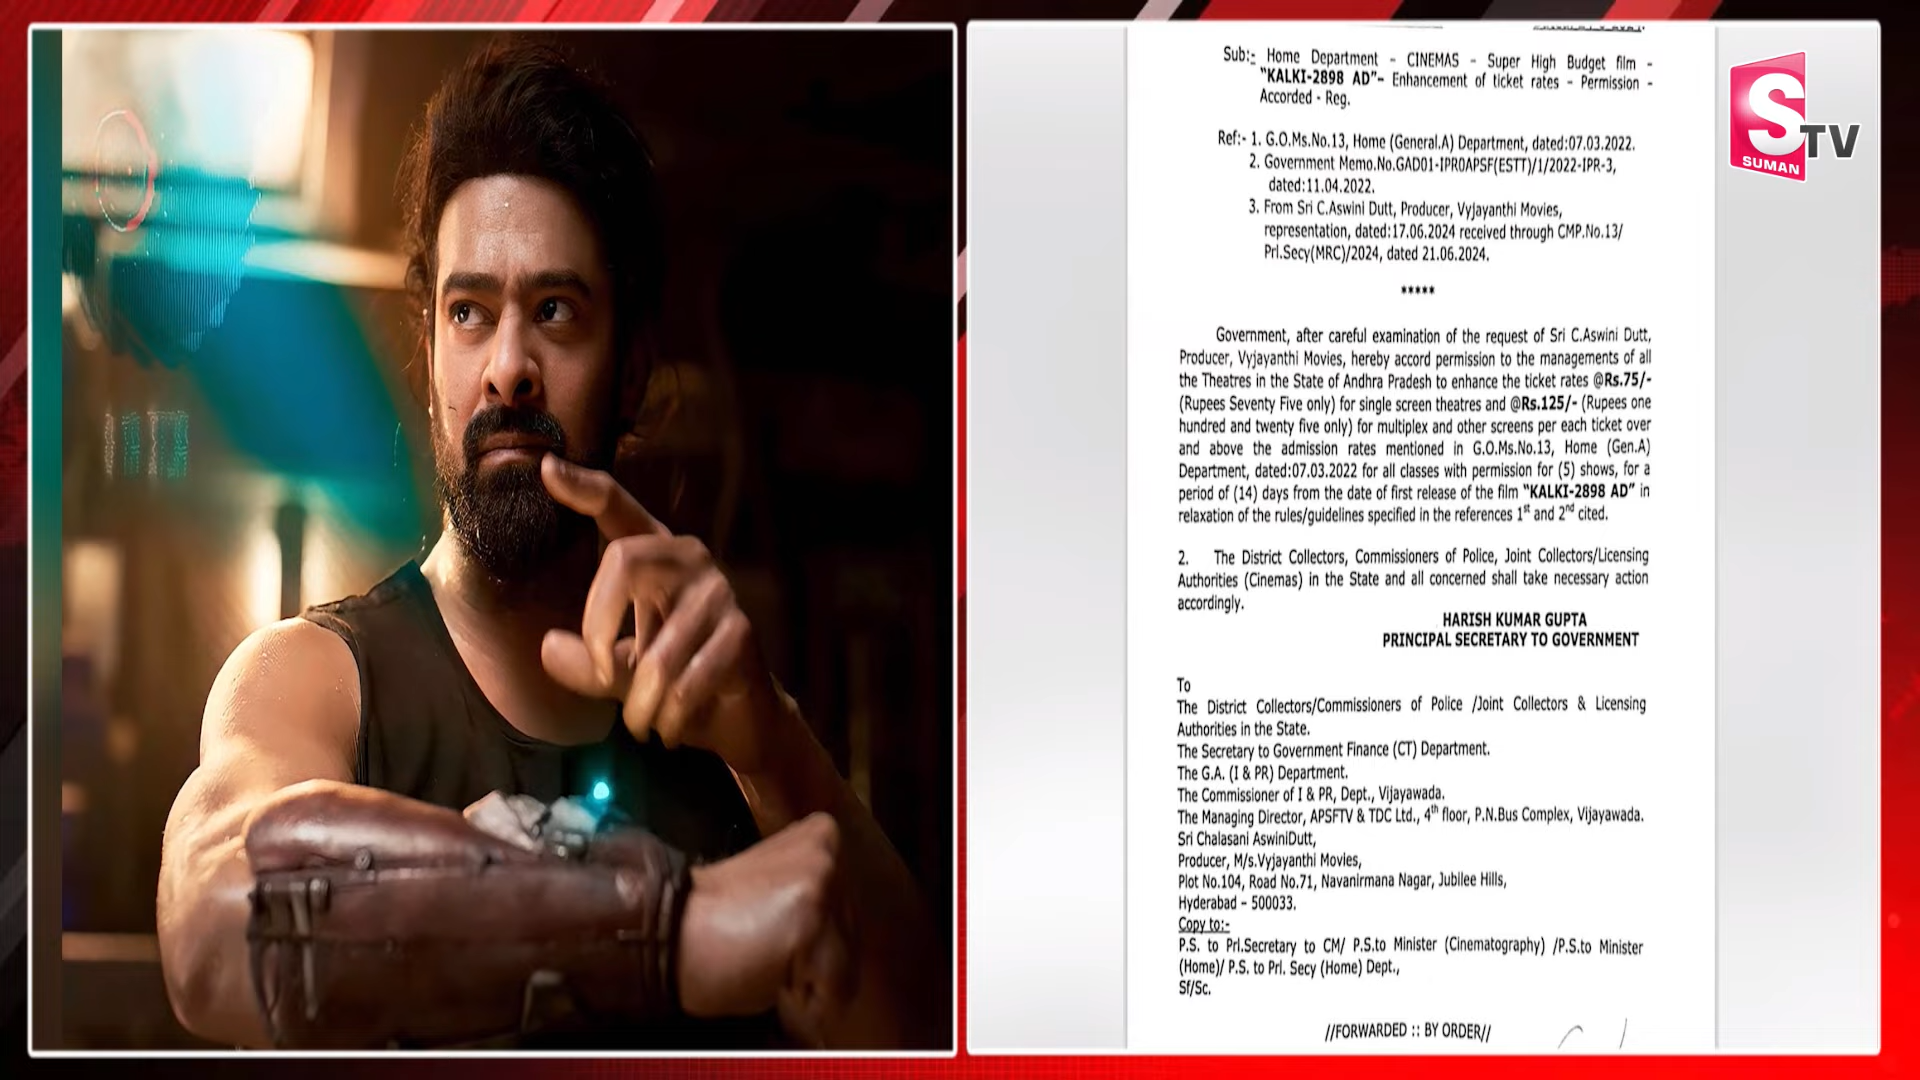 Sub:- Home Department – CINEMAS – Super High Budget film –
"KALKI-2898 AD"– Enhancement of ticket rates – Permission –
Accorded - Reg.
Ref:- 1. G.O.Ms.No.13, Home (General.A) Department, dated:07.03.2022.
2. Government Memo.No.GAD01-IPR0APSF(ESTT)/1/2022-IPR-3,
dated:11.04.2022.
3. From Sri C.Aswini Dutt, Producer, Vyjayanthi Movies,
representation, dated:17.06.2024 received through CMP.No.13/
Prl.Secy(MRC)/2024, dated 21.06.2024.
*****
Government, after careful examination of the request of Sri C.Aswini Dutt,
Producer, Vyjayanthi Movies, hereby accord permission to the managements of all
the Theatres in the State of Andhra Pradesh to enhance the ticket rates @Rs.75/-
(Rupees Seventy Five only) for single screen theatres and @Rs.125/- (Rupees one
hundred and twenty five only) for multiplex and other screens per each ticket over
and above the admission rates mentioned in G.O.Ms.No.13, Home (Gen.A)
Department, dated:07.03.2022 for all classes with permission for (5) shows, for a
period of (14) days from the date of first release of the film "KALKI-2898 AD" in
relaxation of the rules/guidelines specified in the references 1st and 2nd cited.
2. The District Collectors, Commissioners of Police, Joint Collectors/Licensing
Authorities (Cinemas) in the State and all concerned shall take necessary action
accordingly.
HARISH KUMAR GUPTA
PRINCIPAL SECRETARY TO GOVERNMENT
To
The District Collectors/Commissioners of Police /Joint Collectors & Licensing
Authorities in the State.
The Secretary to Government Finance (CT) Department.
The G.A. (I & PR) Department.
The Commissioner of I & PR, Dept., Vijayawada.
The Managing Director, APSFTV & TDC Ltd., 4th floor, P.N.Bus Complex, Vijayawada.
Sri Chalasani AswiniDutt,
Producer, M/s.Vyjayanthi Movies,
Plot No.104, Road No.71, Navanirmana Nagar, Jubilee Hills,
Hyderabad – 500033.
Copy to:-
P.S. to Prl.Secretary to CM/ P.S.to Minister (Cinematography) /P.S.to Minister
(Home)/ P.S. to Prl. Secy (Home) Dept.,
Sf/Sc.
//FORWARDED :: BY ORDER//
S TV
SUMAN